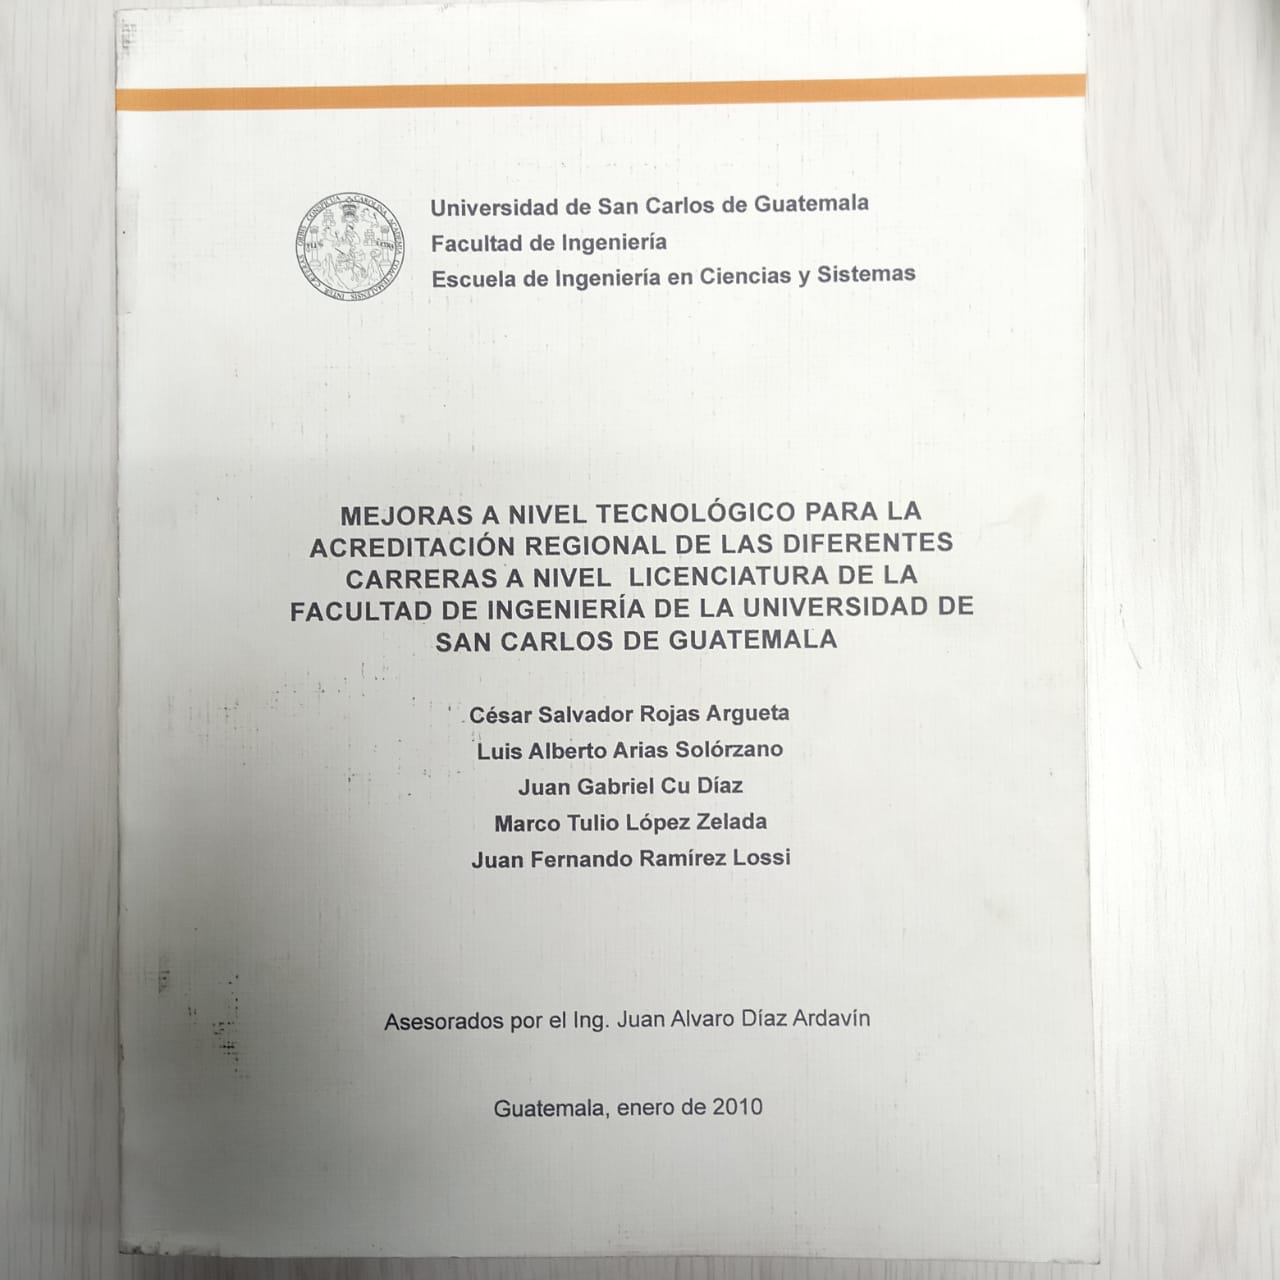 Universidad de San Carlos de Guatemala
Facultad de Ingeniería
Escuela de Ingeniería en Ciencias y Sistemas
MEJORAS A NIVEL TECNOLÓGICO PARA LA
ACREDITACIÓN REGIONAL DE LAS DIFERENTES
CARRERAS A NIVEL LICENCIATURA DE LA
FACULTAD DE INGENIERÍA DE LA UNIVERSIDAD DE
SAN CARLOS DE GUATEMALA
César Salvador Rojas Argueta
Luis Alberto Arias Solórzano
Juan Gabriel Cu Díaz
Marco Tulio López Zelada
Juan Fernando Ramírez Lossi
Asesorados por el Ing. Juan Alvaro Díaz Ardavín
Guatemala, enero de 2010